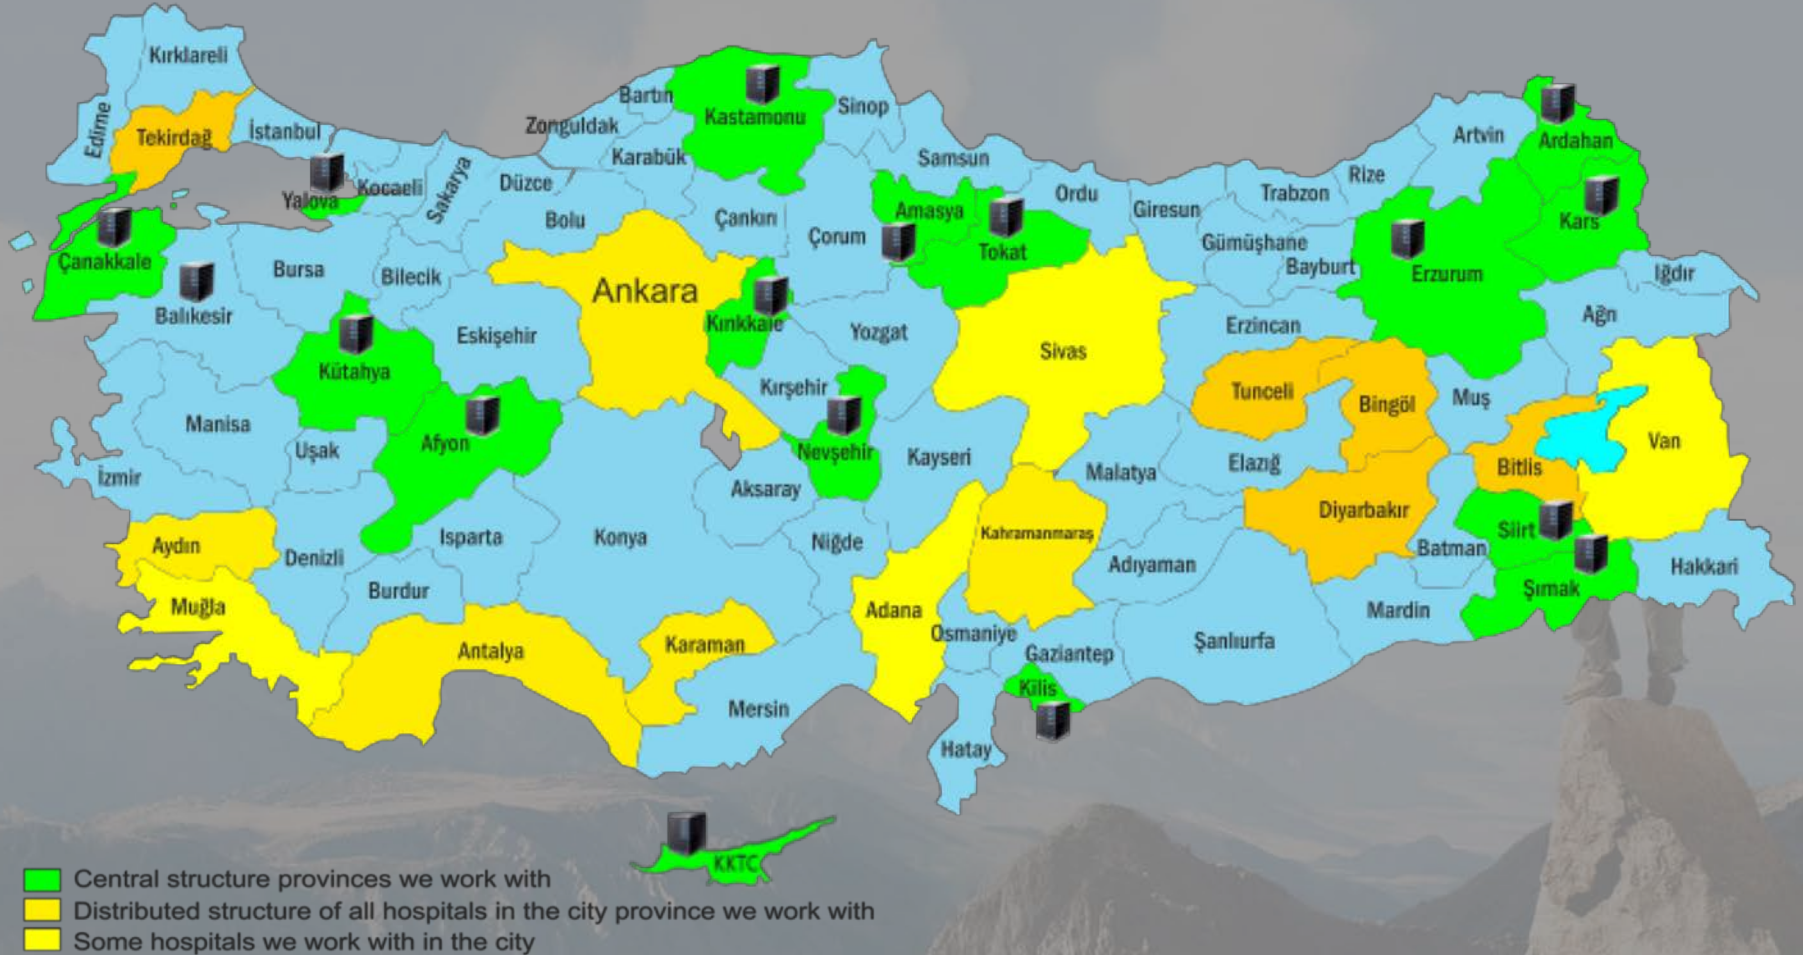 Kırklareli
Edirne
Tekirdağ
İstanbul
Yalova
Kocaeli
Sakarya
Düzce
Zonguldak
Bartın
Karabük
Kastamonu
Sinop
Samsun
Ordu
Giresun
Trabzon
Rize
Artvin
Ardahan
Kars
Iğdır
Çanakkale
Balıkesir
Bursa
Bilecik
Bolu
Çankırı
Çorum
Amasya
Tokat
Gümüşhane
Bayburt
Erzurum
Ağrı
Kütahya
Eskişehir
Ankara
Kırıkkale
Yozgat
Sivas
Erzincan
Tunceli
Bingöl
Muş
Van
Manisa
Uşak
Afyon
Kırşehir
Nevşehir
Kayseri
Malatya
Elazığ
Bitlis
İzmir
Aksaray
Niğde
Kahramanmaraş
Diyarbakır
Siirt
Aydın
Denizli
Isparta
Konya
Adıyaman
Batman
Şırnak
Hakkari
Muğla
Burdur
Antalya
Karaman
Adana
Osmaniye
Gaziantep
Şanlıurfa
Mardin
Mersin
Hatay
Kilis
KKTC
Central structure provinces we work with
Distributed structure of all hospitals in the city province we work with
Some hospitals we work with in the city